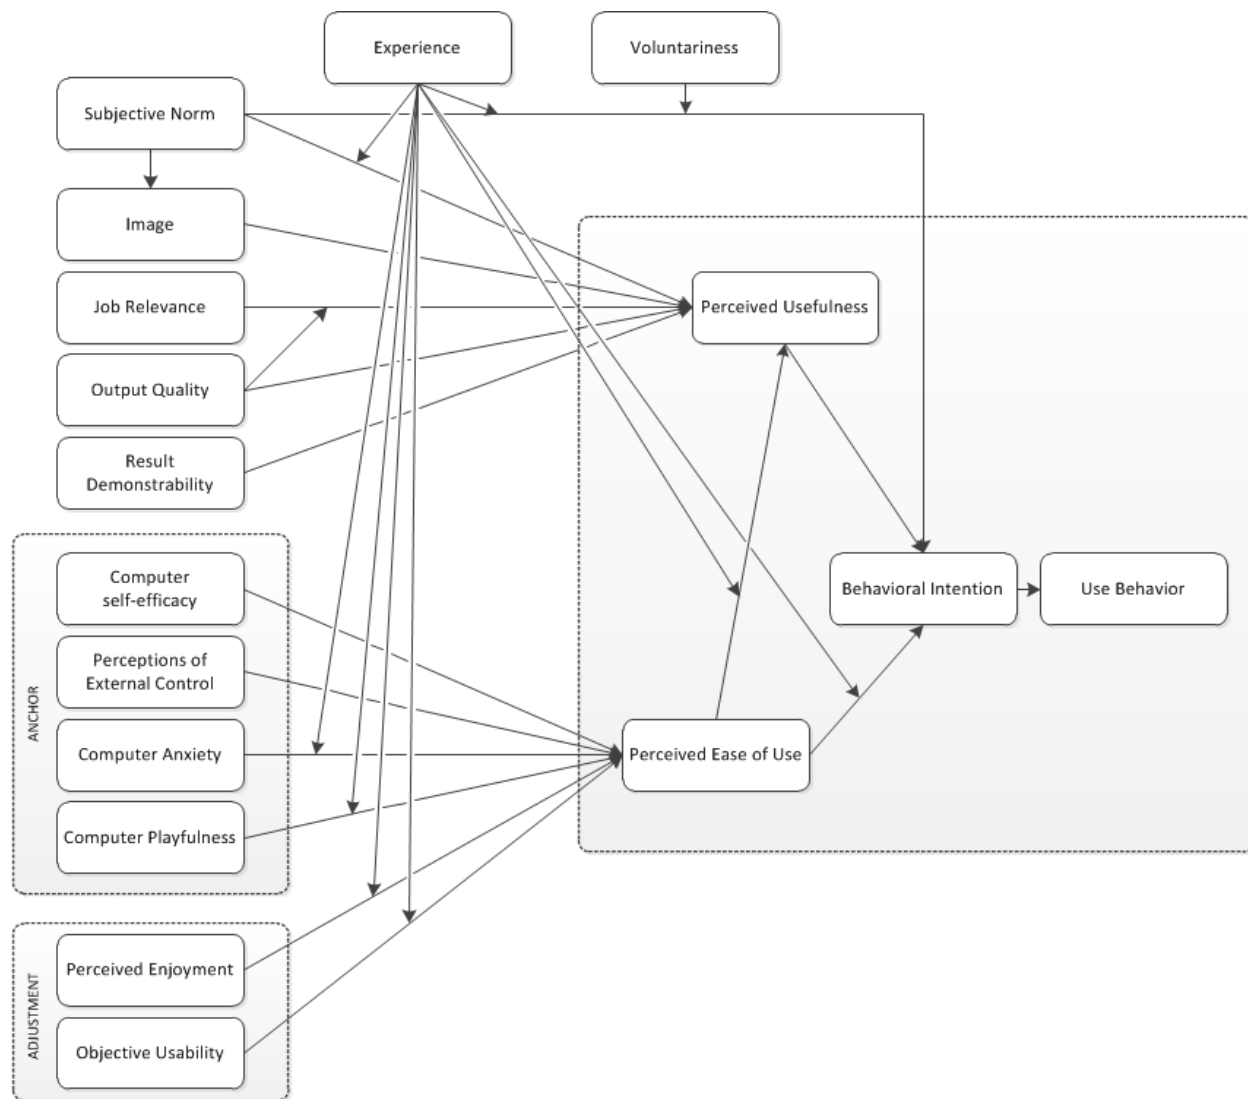 Experience
Voluntariness
Subjective Norm
Image
Job Relevance
Perceived Usefulness
Output Quality
Result
Demonstrability
ANCHOR
Computer
self-efficacy
Behavioral Intention
Use Behavior
Perceptions of
External Control
Computer Anxiety
Perceived Ease of Use
Computer Playfulness
ADJUSTMENT
Perceived Enjoyment
Objective Usability